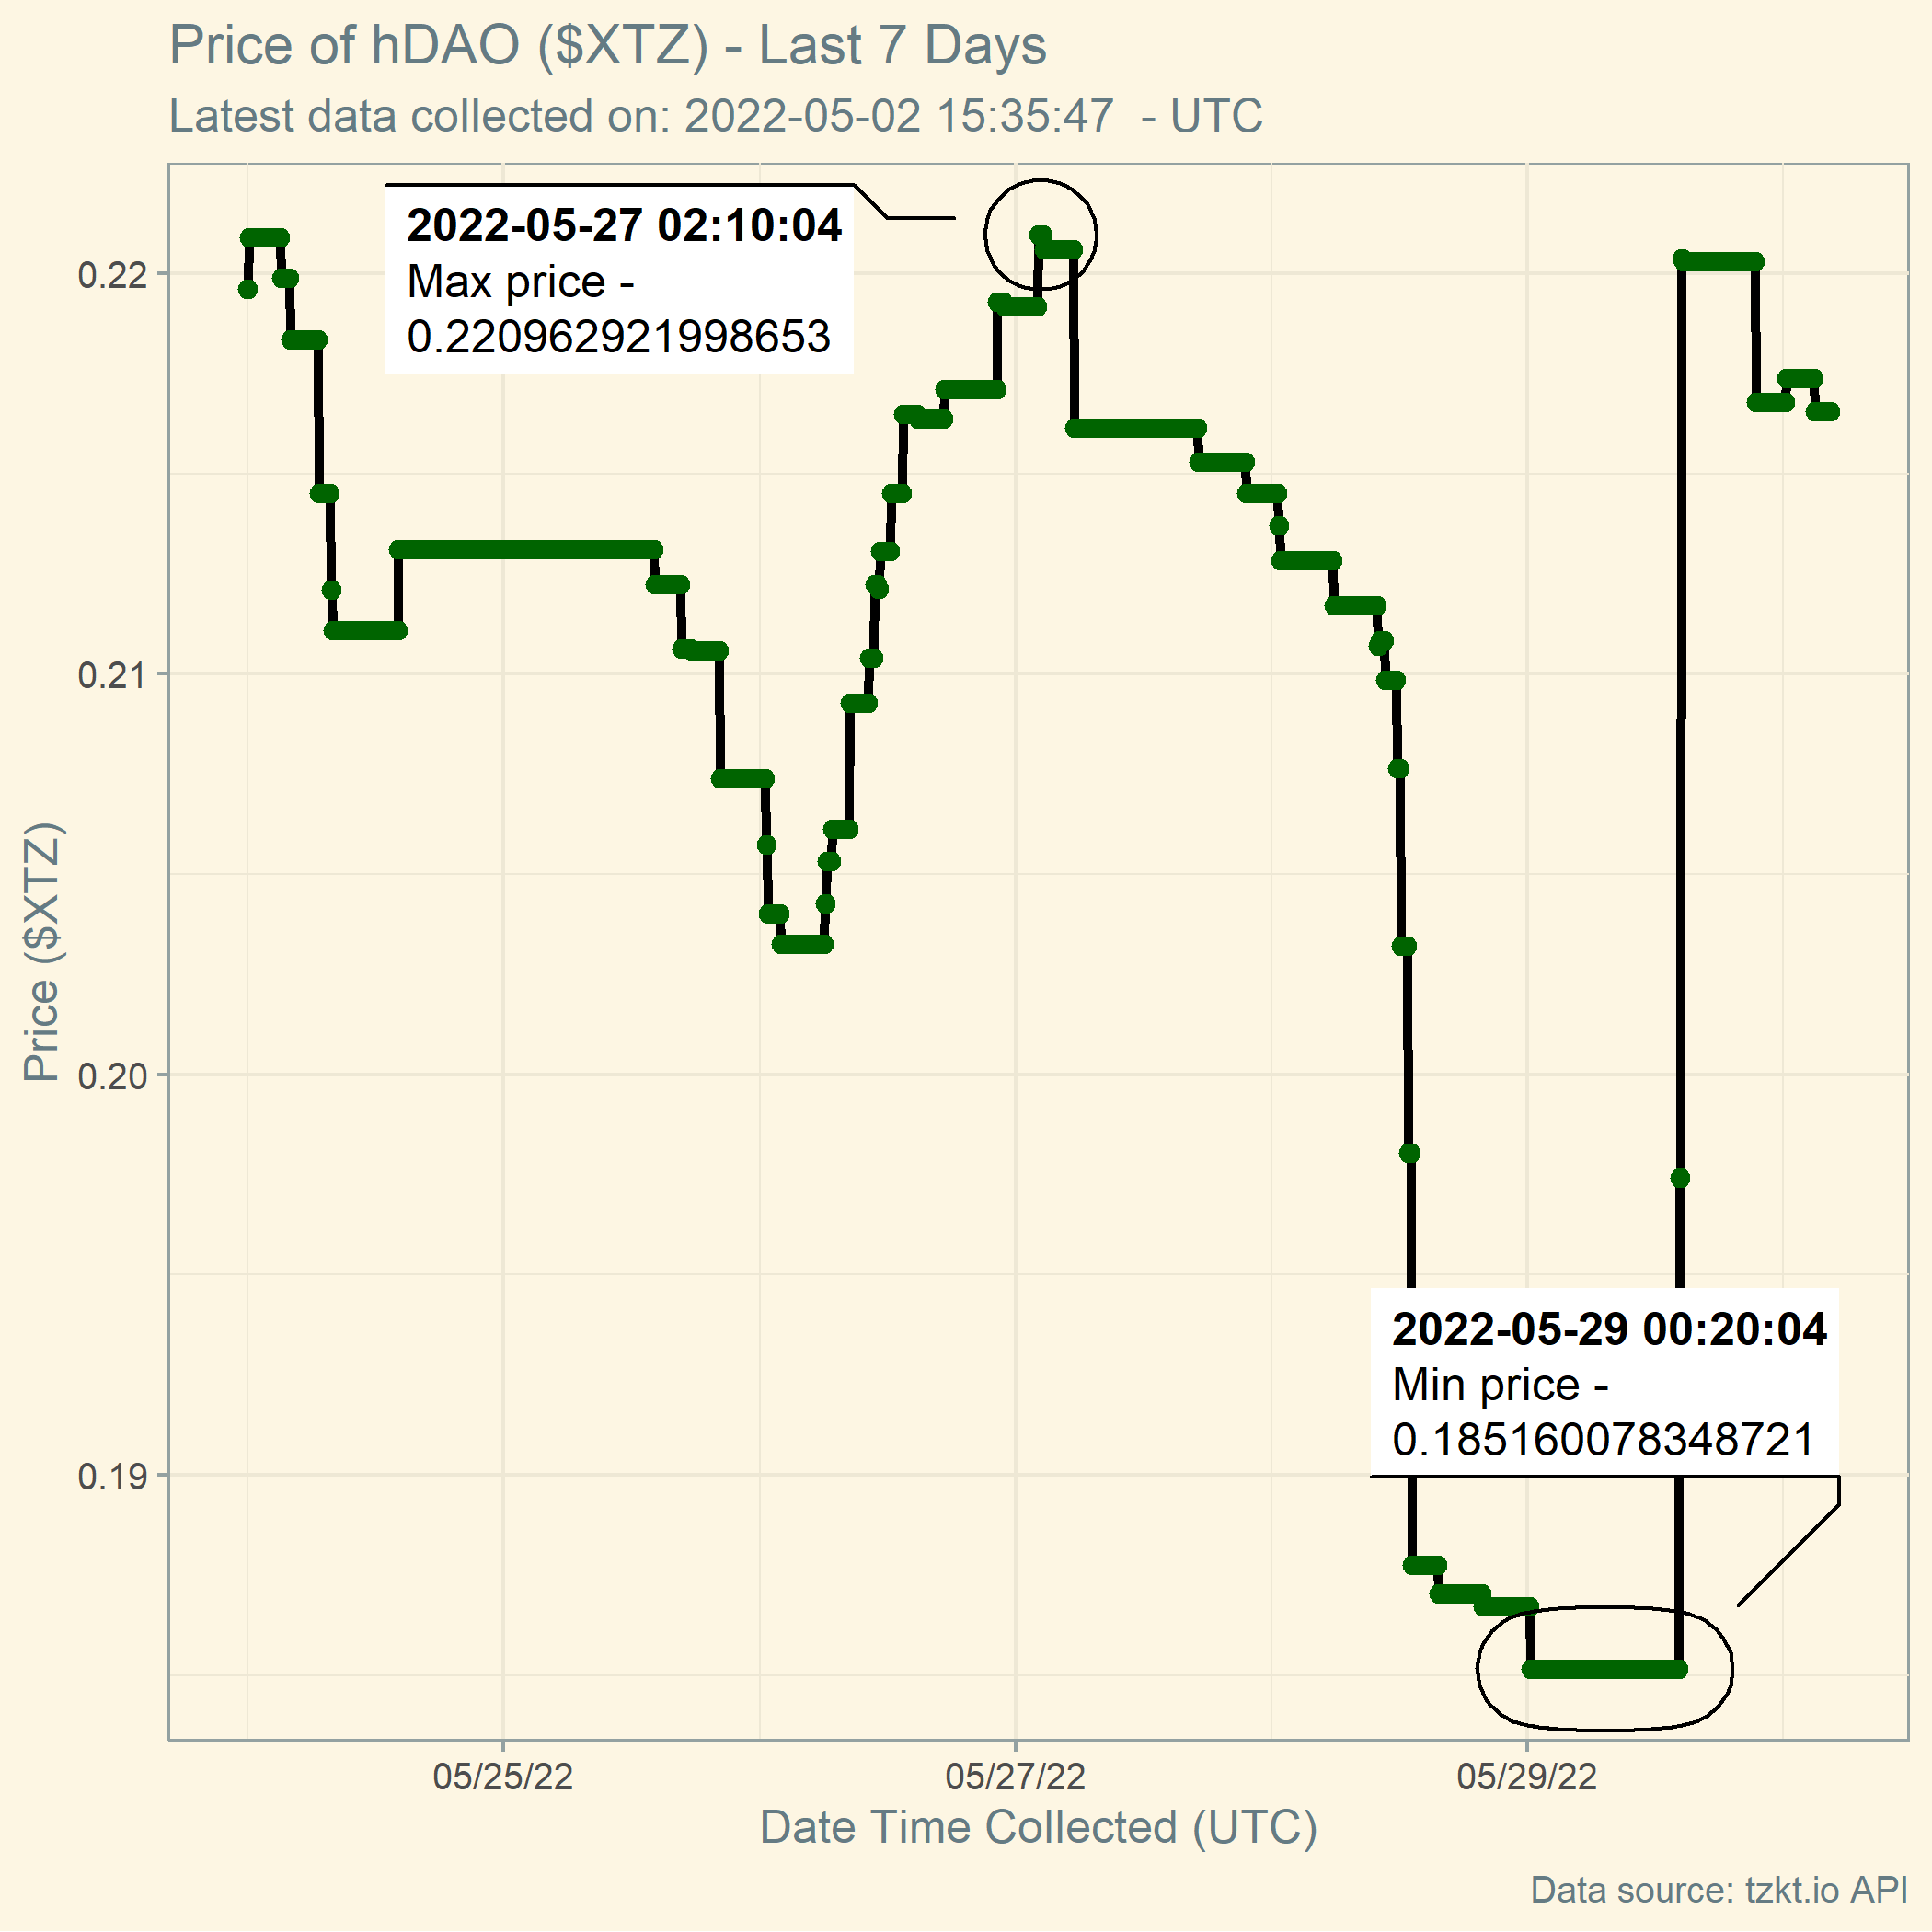 Price of hDAO ($XTZ) - Last 7 Days
Latest data collected on: 2022-05-02 15:35:47  - UTC
2022-05-27 02:10:04
Max price -
0.220962921998653
0.22
0.21
0.20
0.19
Price ($XTZ)
2022-05-29 00:20:04
Min price -
0.185160078348721
05/25/22
05/27/22
05/29/22
Date Time Collected (UTC)
Data source: tzkt.io API